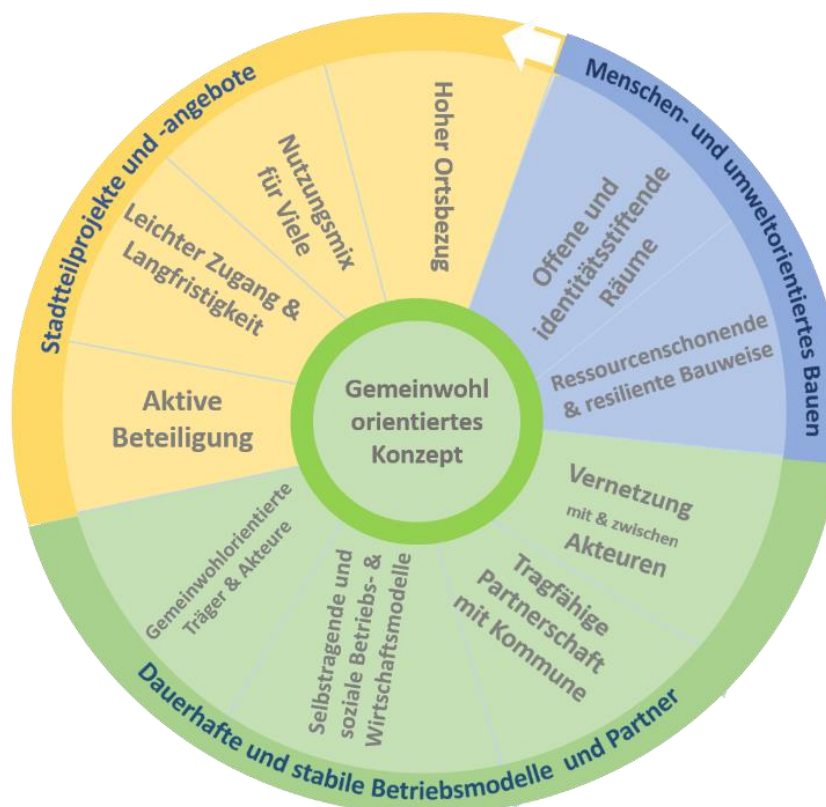 Stadtteilprojekte und -angebote
Hoher Ortsbezug
Nutzungsmix
für Viele
Leichter Zugang &
Langfristigkeit
Aktive
Beteiligung
Menschen- und umweltorientiertes Bauen
Offene und
identitätsstiftende
Räume
Ressourcenschonende
& resiliente Bauweise
Gemeinwohl
orientiertes
Konzept
Vernetzung
mit & zwischen
Akteuren
Tragfähige
Partnerschaft
mit Kommune
Selbstragende und
soziale Betriebs- &
Wirtschaftsmodelle
Gemeinwohlorientierte
Träger & Akteure
Dauerhafte und stabile Betriebsmodelle und Partner